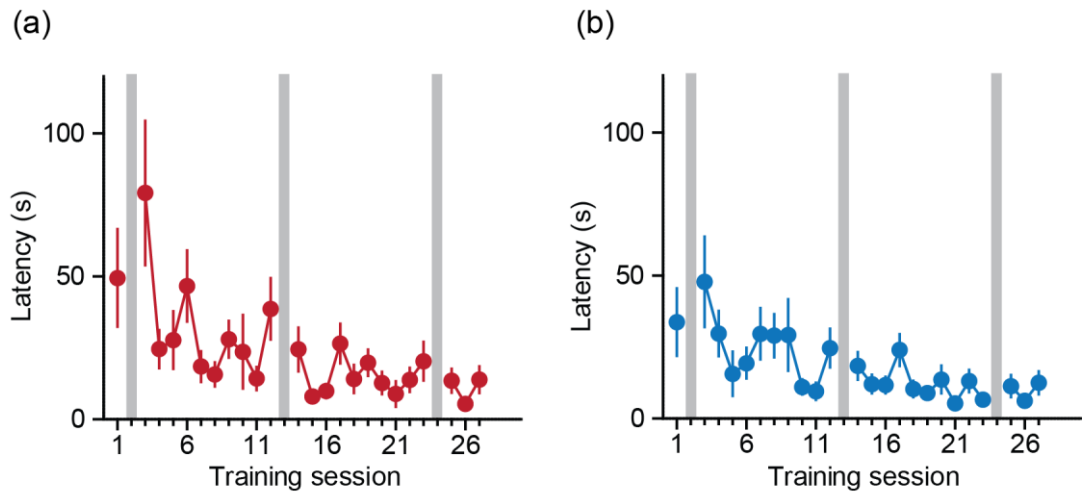 (a)
(b)
Latency (s)
100
50
0
1 6 11 16 21 26
Training session
Latency (s)
100
50
0
1 6 11 16 21 26
Training session